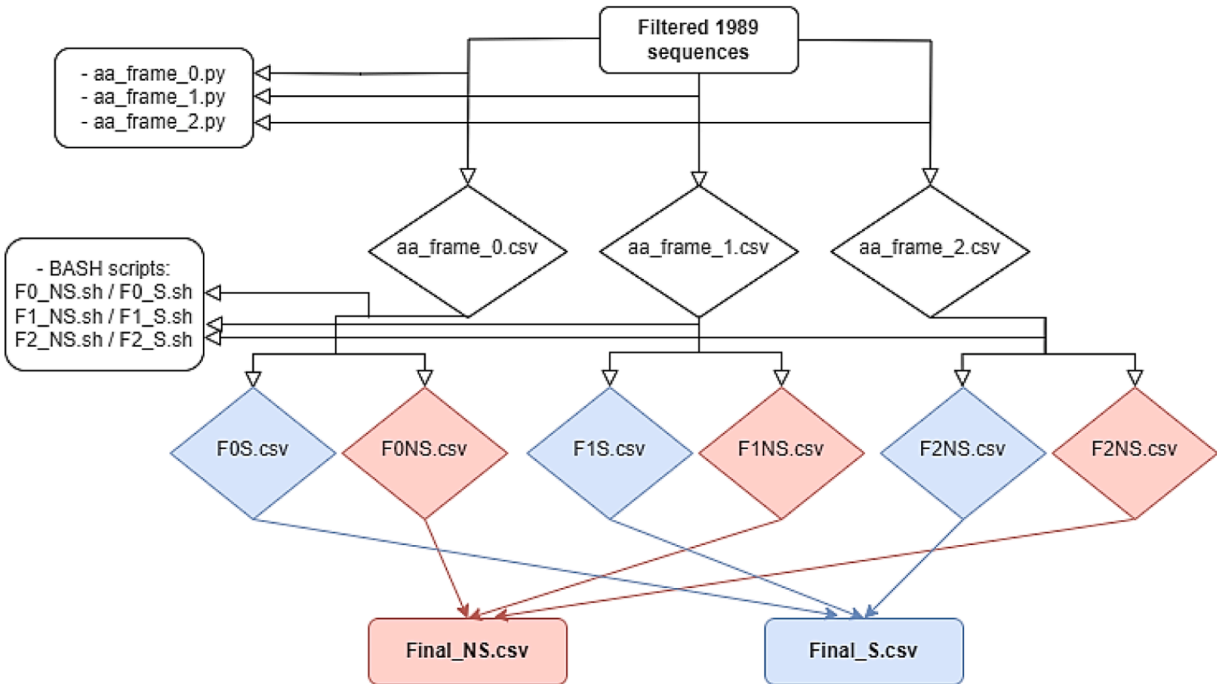 Filtered 1989
sequences
- aa_frame_0.py
- aa_frame_1.py
- aa_frame_2.py
aa_frame_0.csv
aa_frame_1.csv
aa_frame_2.csv
- BASH scripts:
F0_NS.sh / F0_S.sh
F1_NS.sh / F1_S.sh
F2_NS.sh / F2_S.sh
F0S.csv
F0NS.csv
F1S.csv
F1NS.csv
F2NS.csv
F2NS.csv
Final_NS.csv
Final_S.csv